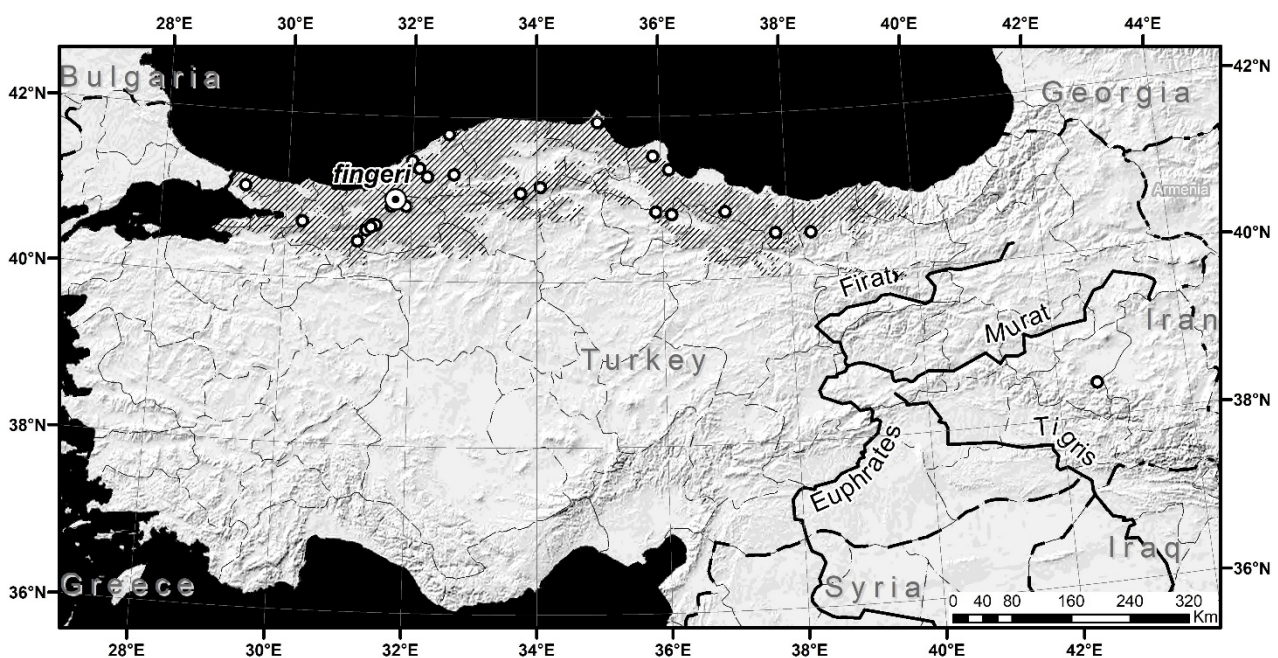 28°E 30°E 32°E 34°E 36°E 38°E 40°E 42°E 44°E
42°N Bulgaria Georgia 42°N
fingeri
Armenia
40°N 40°N
Firat
Murat
Iran
Turkey
38°N 38°N
Tigris
Euphrates
Iraq
36°N Greece Syria 36°N
0 40 80 160 240 320
Km
28°E 30°E 32°E 34°E 36°E 38°E 40°E 42°E